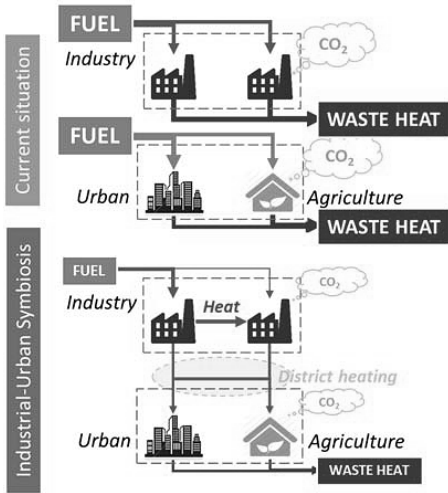 Current situation
FUEL
CO₂
Industry
WASTE HEAT
FUEL
CO₂
Urban
Agriculture
WASTE HEAT
Industrial-Urban Symbiosis
FUEL
CO₂
Industry
Heat
District heating
CO₂
Urban
Agriculture
WASTE HEAT